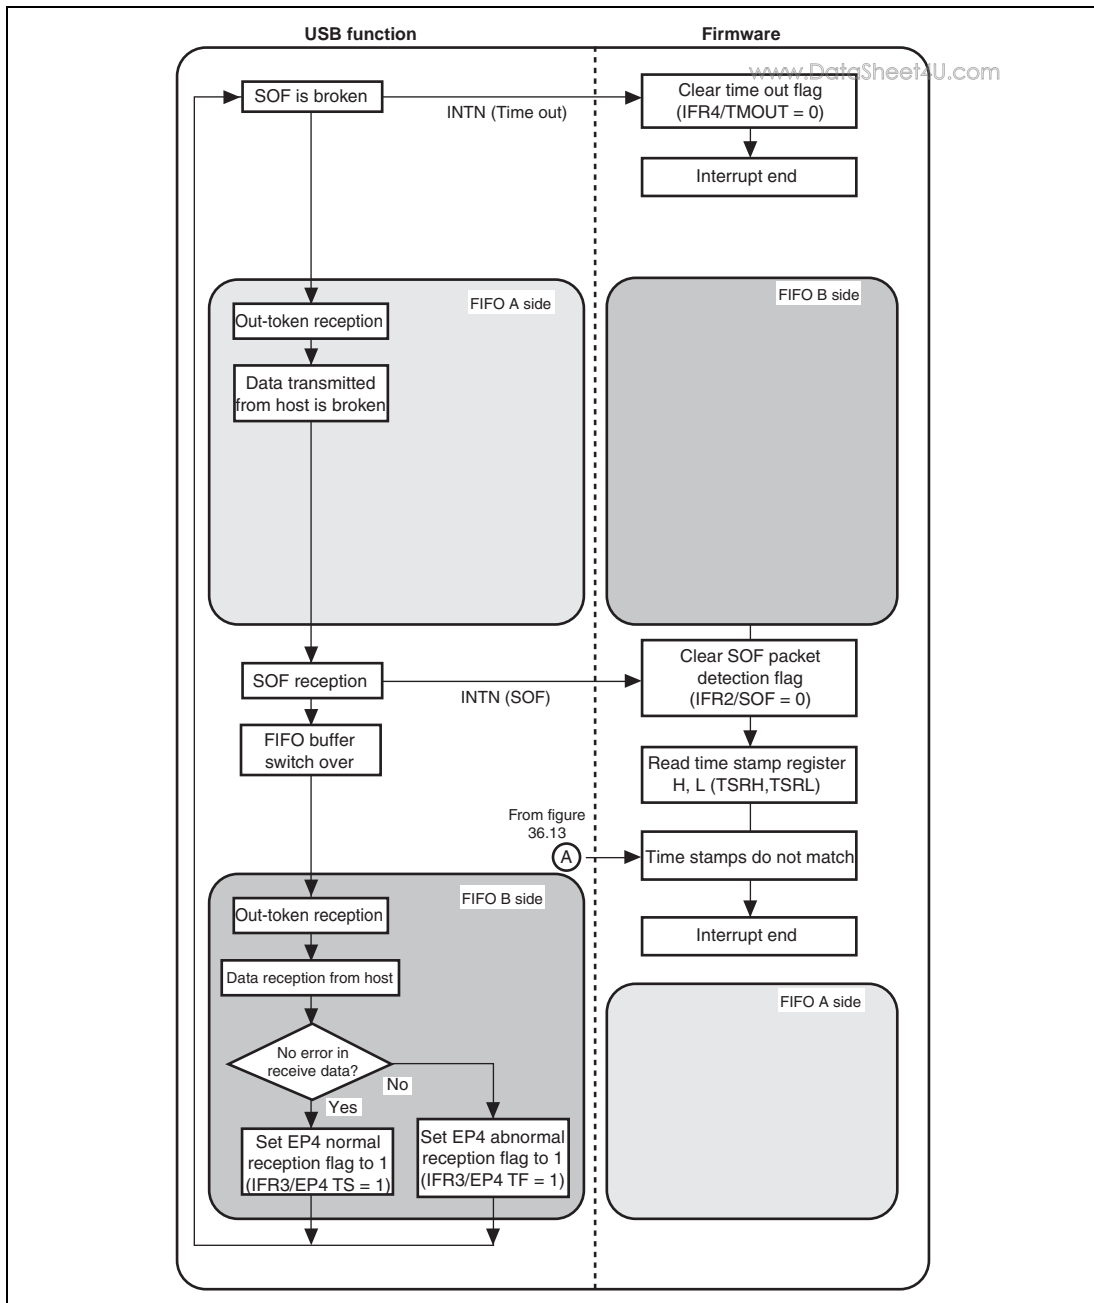 USB function
Firmware
www.DataSheet4U.com
SOF is broken
INTN (Time out)
Clear time out flag
(IFR4/TMOUT = 0)
Interrupt end
FIFO A side
FIFO B side
Out-token reception
Data transmitted
from host is broken
SOF reception
INTN (SOF)
Clear SOF packet
detection flag
(IFR2/SOF = 0)
FIFO buffer
switch over
Read time stamp register
H, L (TSRH,TSRL)
From figure
36.13
A
Time stamps do not match
FIFO B side
Out-token reception
Interrupt end
Data reception from host
FIFO A side
No error in
receive data?
No
Yes
Set EP4 normal
reception flag to 1
(IFR3/EP4 TS = 1)
Set EP4 abnormal
reception flag to 1
(IFR3/EP4 TF = 1)